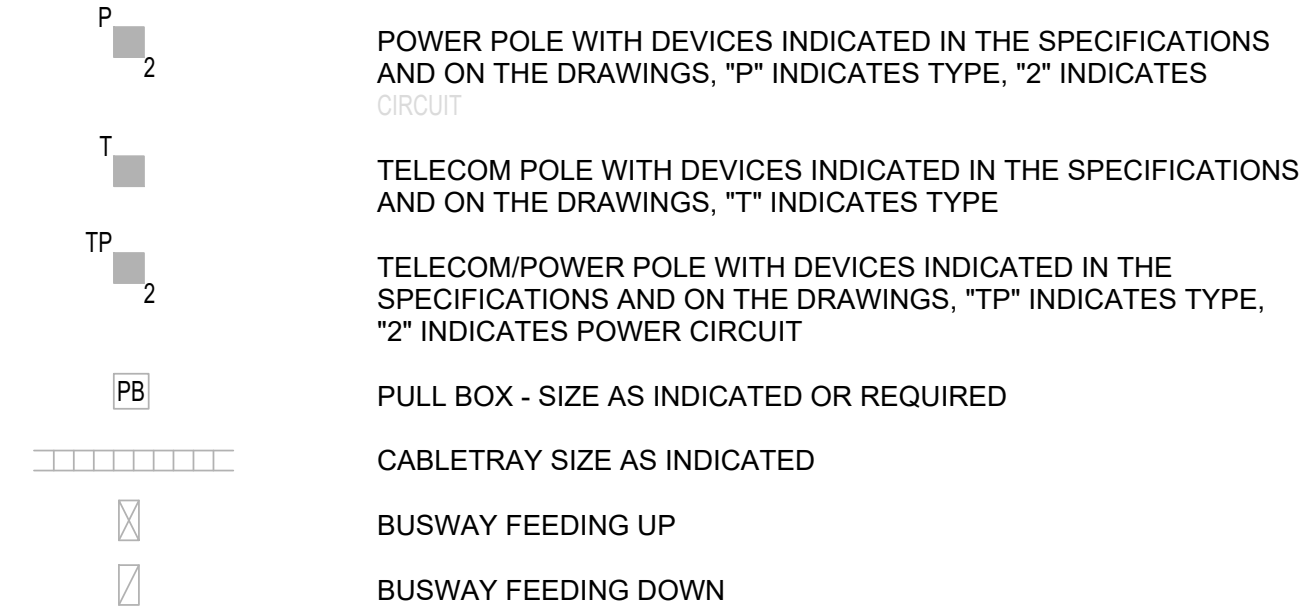 P
2
POWER POLE WITH DEVICES INDICATED IN THE SPECIFICATIONS
AND ON THE DRAWINGS, "P" INDICATES TYPE, "2" INDICATES
CIRCUIT
T
TELECOM POLE WITH DEVICES INDICATED IN THE SPECIFICATIONS
AND ON THE DRAWINGS, "T" INDICATES TYPE
TP
2
TELECOM/POWER POLE WITH DEVICES INDICATED IN THE
SPECIFICATIONS AND ON THE DRAWINGS, "TP" INDICATES TYPE,
"2" INDICATES POWER CIRCUIT
PB
PULL BOX - SIZE AS INDICATED OR REQUIRED
CABLETRAY SIZE AS INDICATED
BUSWAY FEEDING UP
BUSWAY FEEDING DOWN